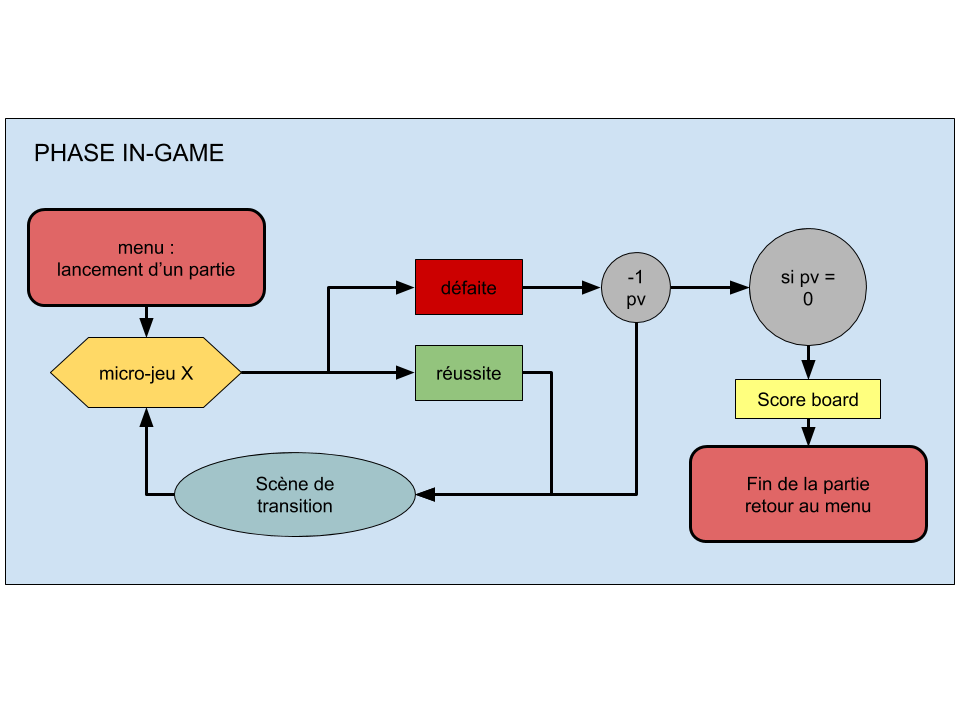 PHASE IN-GAME
menu :
lancement d'un partie
micro-jeu X
défaite
réussite
-1
pv
si pv =
0
Score board
Scène de
transition
Fin de la partie
retour au menu